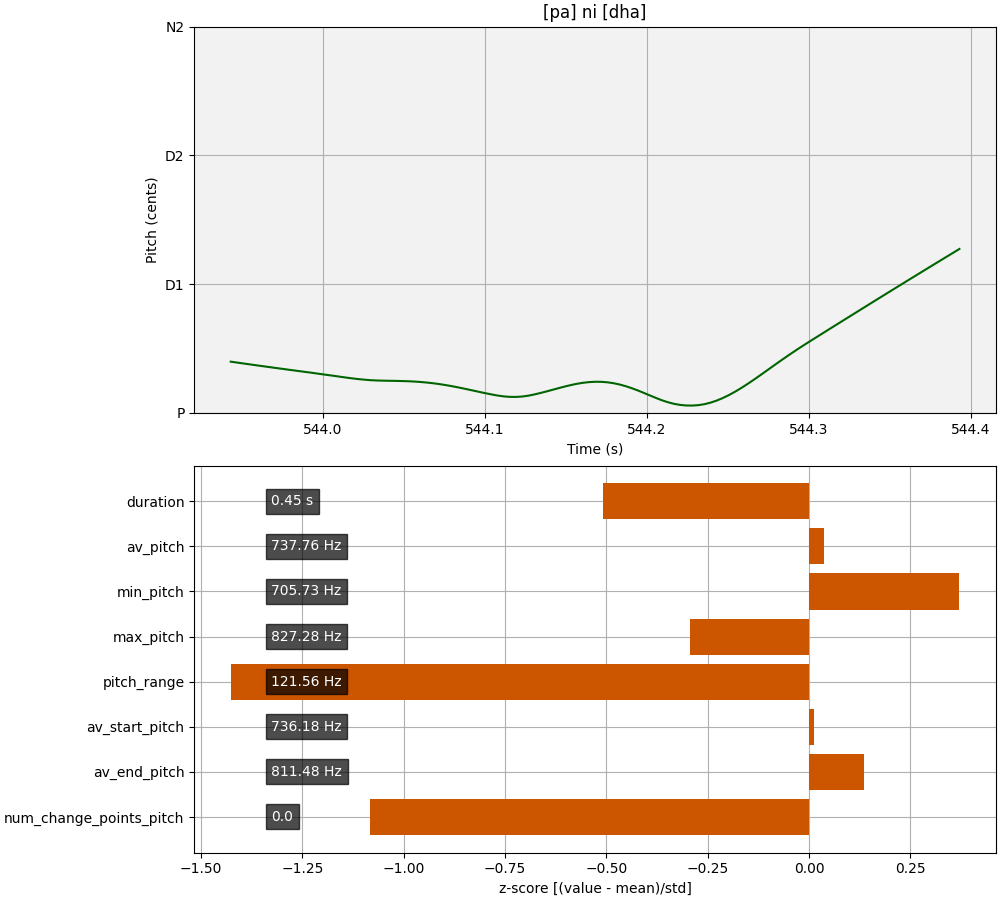 [pa] ni [dha]
N2
D2
D1
P
Pitch (cents)
544.0 544.1 544.2 544.3 544.4
Time (s)
duration 0.45 s
av_pitch 737.76 Hz
min_pitch 705.73 Hz
max_pitch 827.28 Hz
pitch_range 121.56 Hz
av_start_pitch 736.18 Hz
av_end_pitch 811.48 Hz
num_change_points_pitch 0.0
−1.50 −1.25 −1.00 −0.75 −0.50 −0.25 0.00 0.25
z-score [(value - mean)/std]